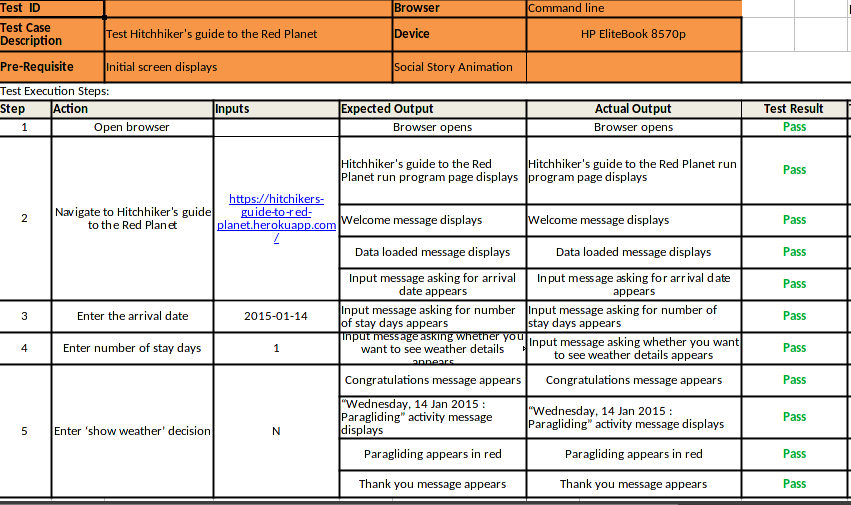 Test ID
Browser
Command line
Test Case
Description
Test Hitchhiker's guide to the Red Planet
Device
HP EliteBook 8570p
Pre-Requisite
Initial screen displays
Social Story Animation
Test Execution Steps:
Step
Action
Inputs
Expected Output
Actual Output
Test Result
1
Open browser
Browser opens
Browser opens
Pass
2
Navigate to Hitchhiker's guide
to the Red Planet
https://hitchikers-
guide-to-red-
planet.herokuapp.com
/
Hitchhiker's guide to the Red
Planet run program page displays
Hitchhiker's guide to the Red Planet run
program page displays
Pass
Welcome message displays
Welcome message displays
Pass
Data loaded message displays
Data loaded message displays
Pass
Input message asking for arrival
date appears
Input message asking for arrival date
appears
Pass
3
Enter the arrival date
2015-01-14
Input message asking for number
of stay days appears
Input message asking for number of
stay days appears
Pass
4
Enter number of stay days
1
Input message asking whether you
want to see weather details
appears
Input message asking whether you want
to see weather details appears
Pass
5
Enter ‘show weather’ decision
N
Congratulations message appears
Congratulations message appears
Pass
“Wednesday, 14 Jan 2015 :
Paragliding” activity message
displays
“Wednesday, 14 Jan 2015 :
Paragliding” activity message displays
Pass
Paragliding appears in red
Paragliding appears in red
Pass
Thank you message appears
Thank you message appears
Pass